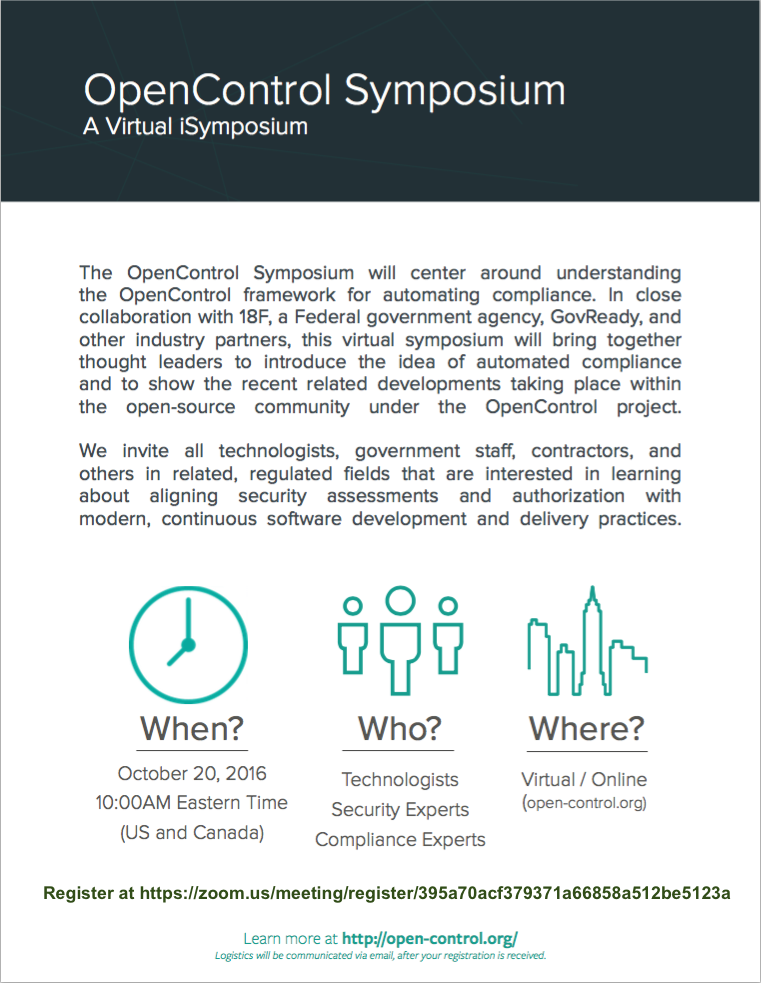 OpenControl Symposium
A Virtual iSymposium
The OpenControl Symposium will center around understanding
the OpenControl framework for automating compliance. In close
collaboration with 18F, a Federal government agency, GovReady, and
other industry partners, this virtual symposium will bring together
thought leaders to introduce the idea of automated compliance
and to show the recent related developments taking place within
the open-source community under the OpenControl project.
We invite all technologists, government staff, contractors, and
others in related, regulated fields that are interested in learning
about aligning security assessments and authorization with
modern, continuous software development and delivery practices.
When?
October 20, 2016
10:00AM Eastern Time
(US and Canada)
Who?
Technologists
Security Experts
Compliance Experts
Where?
Virtual / Online
(open-control.org)
Register at https://zoom.us/meeting/register/395a70acf379371a66858a512be5123a
Learn more at http://open-control.org/
Logistics will be communicated via email, after your registration is received.